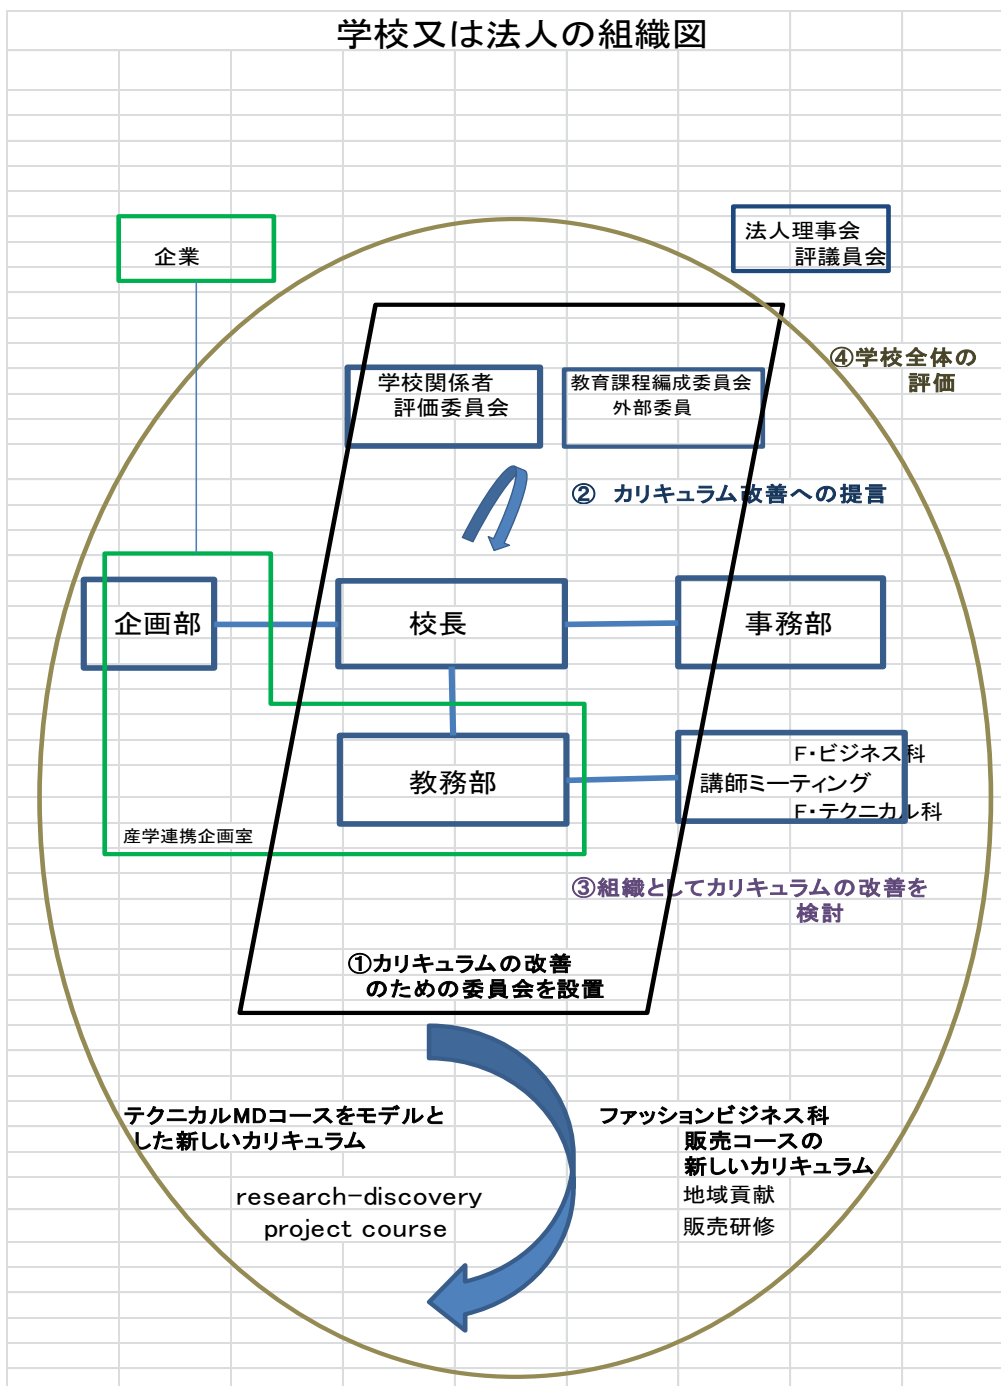 学校又は法人の組織図
企業
法人理事会
評議員会
④学校全体の
評価
学校関係者
評価委員会
教育課程編成委員会
外部委員
② カリキュラム改善への提言
企画部
校長
事務部
教務部
F・ビジネス科
講師ミーティング
F・テクニカル科
産学連携企画室
③組織としてカリキュラムの改善を
検討
①カリキュラムの改善
のための委員会を設置
テクニカルMDコースをモデルと
した新しいカリキュラム
research-discovery
project course
ファッションビジネス科
販売コースの
新しいカリキュラム
地域貢献
販売研修